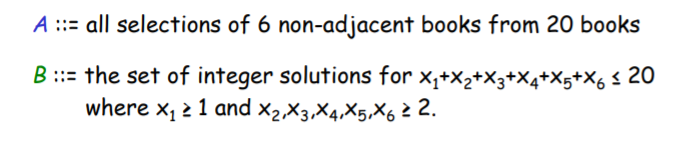 A ::= all selections of 6 non-adjacent books from 20 books
B ::= the set of integer solutions for x₁+x₂+x₃+x₄+x₅+x₆ ≤ 20
where x₁ ≥ 1 and x₂,x₃,x₄,x₅,x₆ ≥ 2.